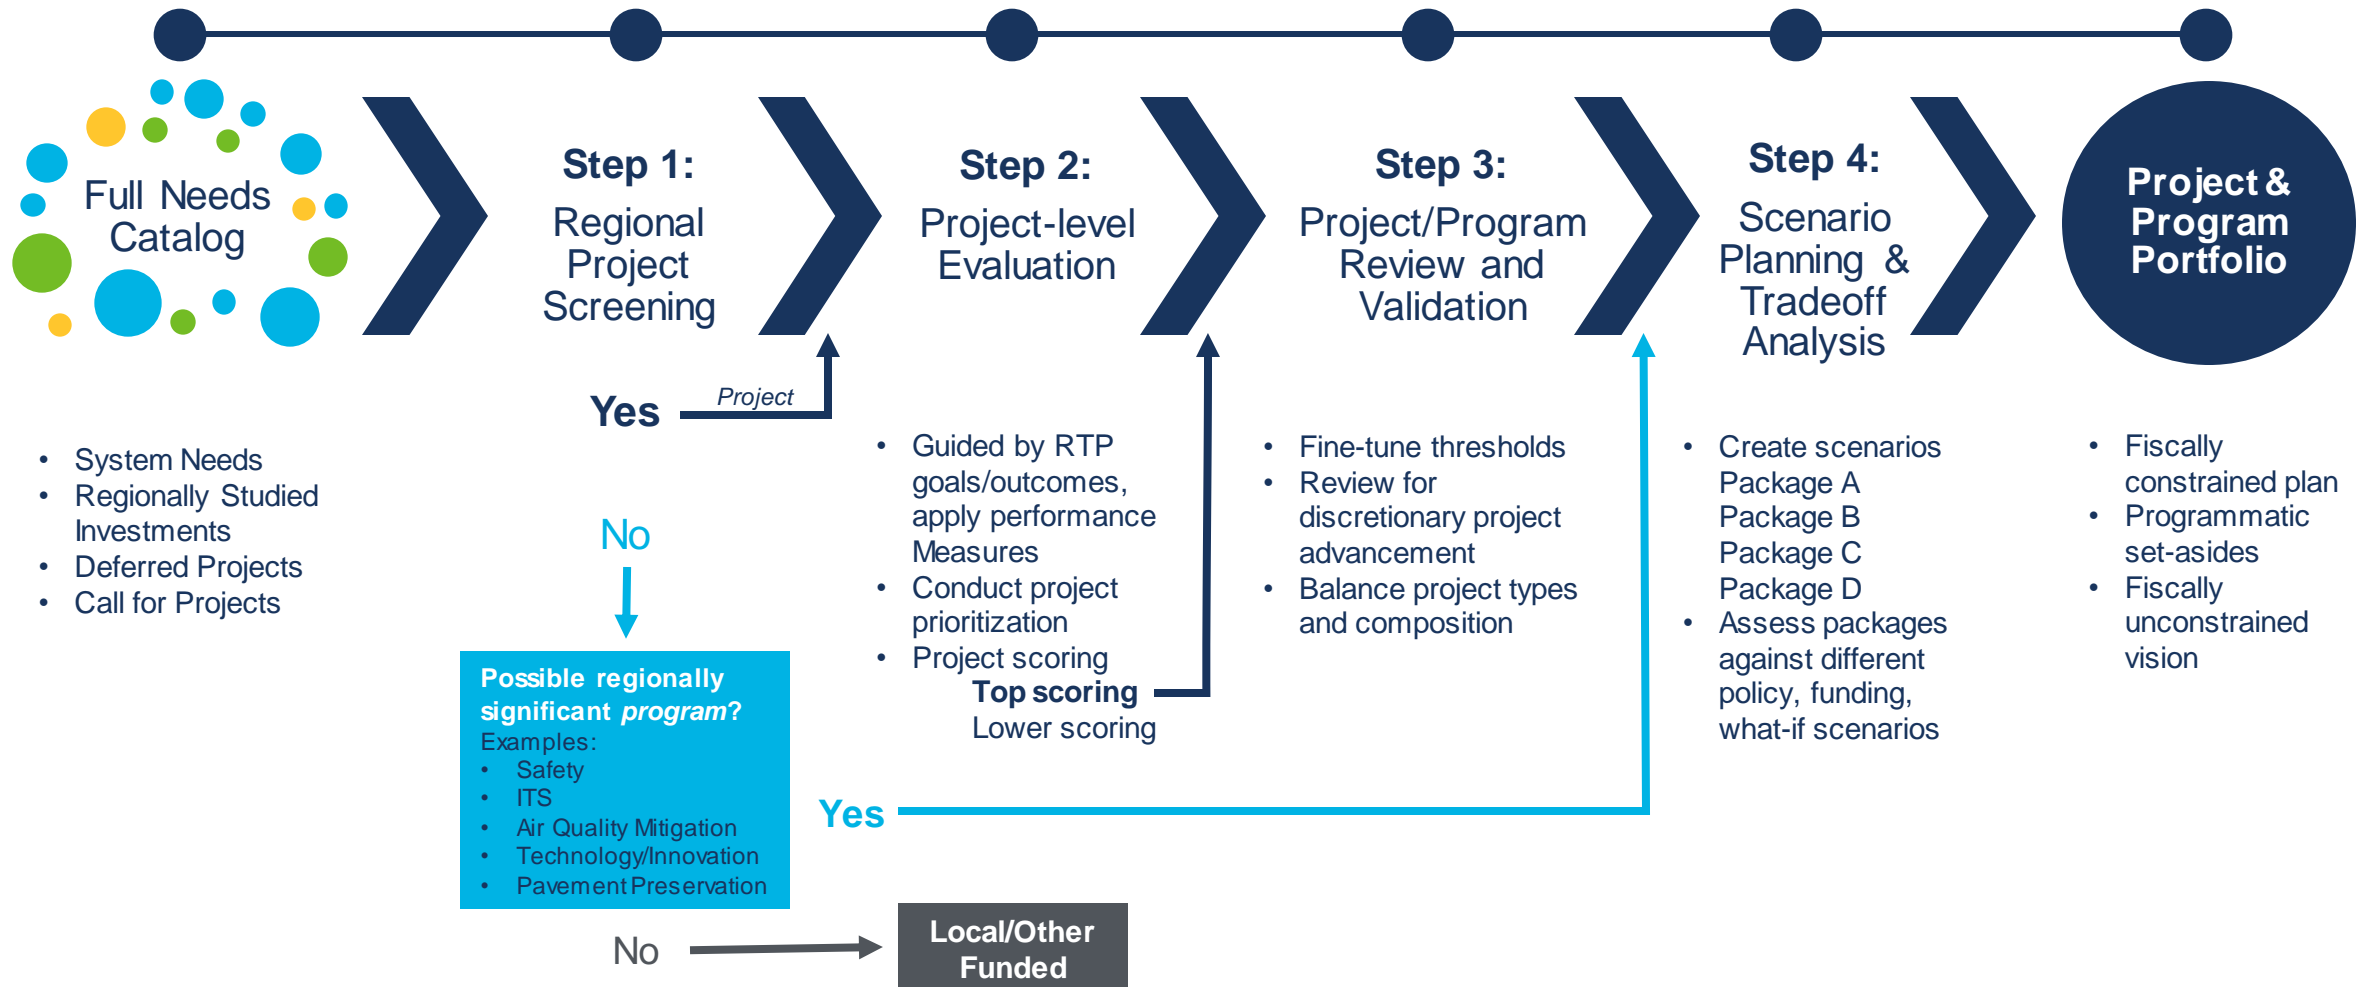 Full Needs
Catalog
• System Needs
• Regionally Studied
Investments
• Deferred Projects
• Call for Projects
Step 1:
Regional
Project
Screening
Yes
Project
No
Possible regionally
significant program?
Examples:
• Safety
• ITS
• Air Quality Mitigation
• Technology/Innovation
• Pavement Preservation
Yes
No
Local/Other
Funded
Step 2:
Project-level
Evaluation
• Guided by RTP
goals/outcomes,
apply performance
Measures
• Conduct project
prioritization
• Project scoring
Top scoring
Lower scoring
Step 3:
Project/Program
Review and
Validation
• Fine-tune thresholds
• Review for
discretionary project
advancement
• Balance project types
and composition
Step 4:
Scenario
Planning &
Tradeoff
Analysis
• Create scenarios
Package A
Package B
Package C
Package D
• Assess packages
against different
policy, funding,
what-if scenarios
Project &
Program
Portfolio
• Fiscally
constrained plan
• Programmatic
set-asides
• Fiscally
unconstrained
vision